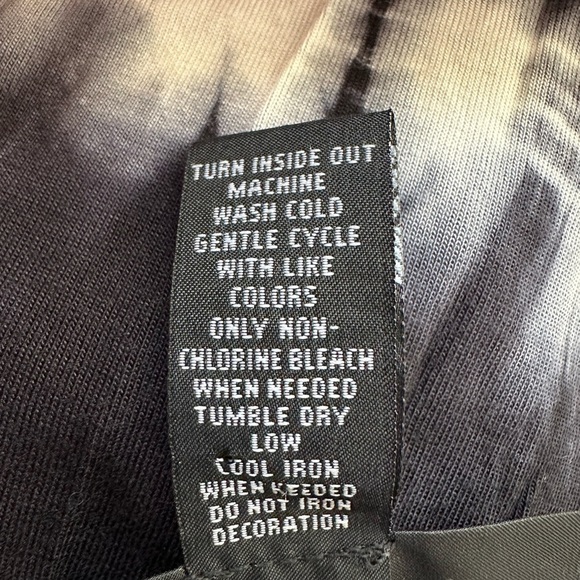 TURN INSIDE OUT
MACHINE
WASH COLD
GENTLE CYCLE
WITH LIKE
COLORS
ONLY NON-
CHLORINE BLEACH
WHEN NEEDED
TUMBLE DRY
LOW
COOL IRON
WHEN NEEDED
DO NOT IRON
DECORATION